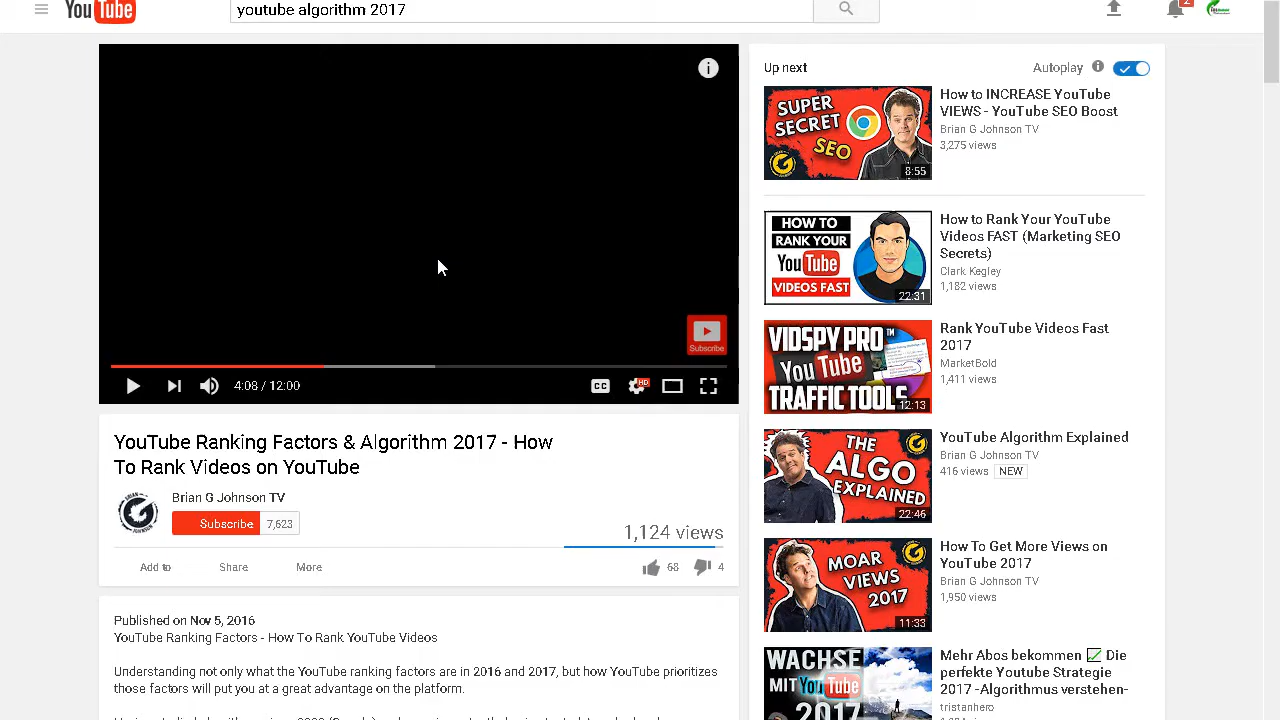 YouTube
youtube algorithm 2017
2
Up next
Autoplay
SUPER
SECRET
SEO
8:55
How to INCREASE YouTube
VIEWS - YouTube SEO Boost
Brian G Johnson TV
3,275 views
HOW TO
RANK YOUR
YouTube
VIDEOS FAST
22:31
How to Rank Your YouTube
Videos FAST (Marketing SEO
Secrets)
Clark Kegley
1,182 views
VIDSPY PRO™
YouTube
TRAFFIC TOOLS
12:13
Rank YouTube Videos Fast
2017
MarketBold
1,411 views
THE
ALGO
EXPLAINED
22:46
YouTube Algorithm Explained
Brian G Johnson TV
416 views NEW
MOAR
VIEWS
2017
11:33
How To Get More Views on
YouTube 2017
Brian G Johnson TV
1,950 views
WACHSE
MIT YouTube
2017
Mehr Abos bekommen Die
perfekte Youtube Strategie
2017 -Algorithmus verstehen-
tristanhero
Subscribe
4:08 / 12:00
CC
HD
YouTube Ranking Factors & Algorithm 2017 - How
To Rank Videos on YouTube
Brian G Johnson TV
Subscribe 7,623
1,124 views
Add to Share More
68 4
Published on Nov 5, 2016
YouTube Ranking Factors - How To Rank YouTube Videos
Understanding not only what the YouTube ranking factors are in 2016 and 2017, but how YouTube prioritizes
those factors will put you at a great advantage on the platform.